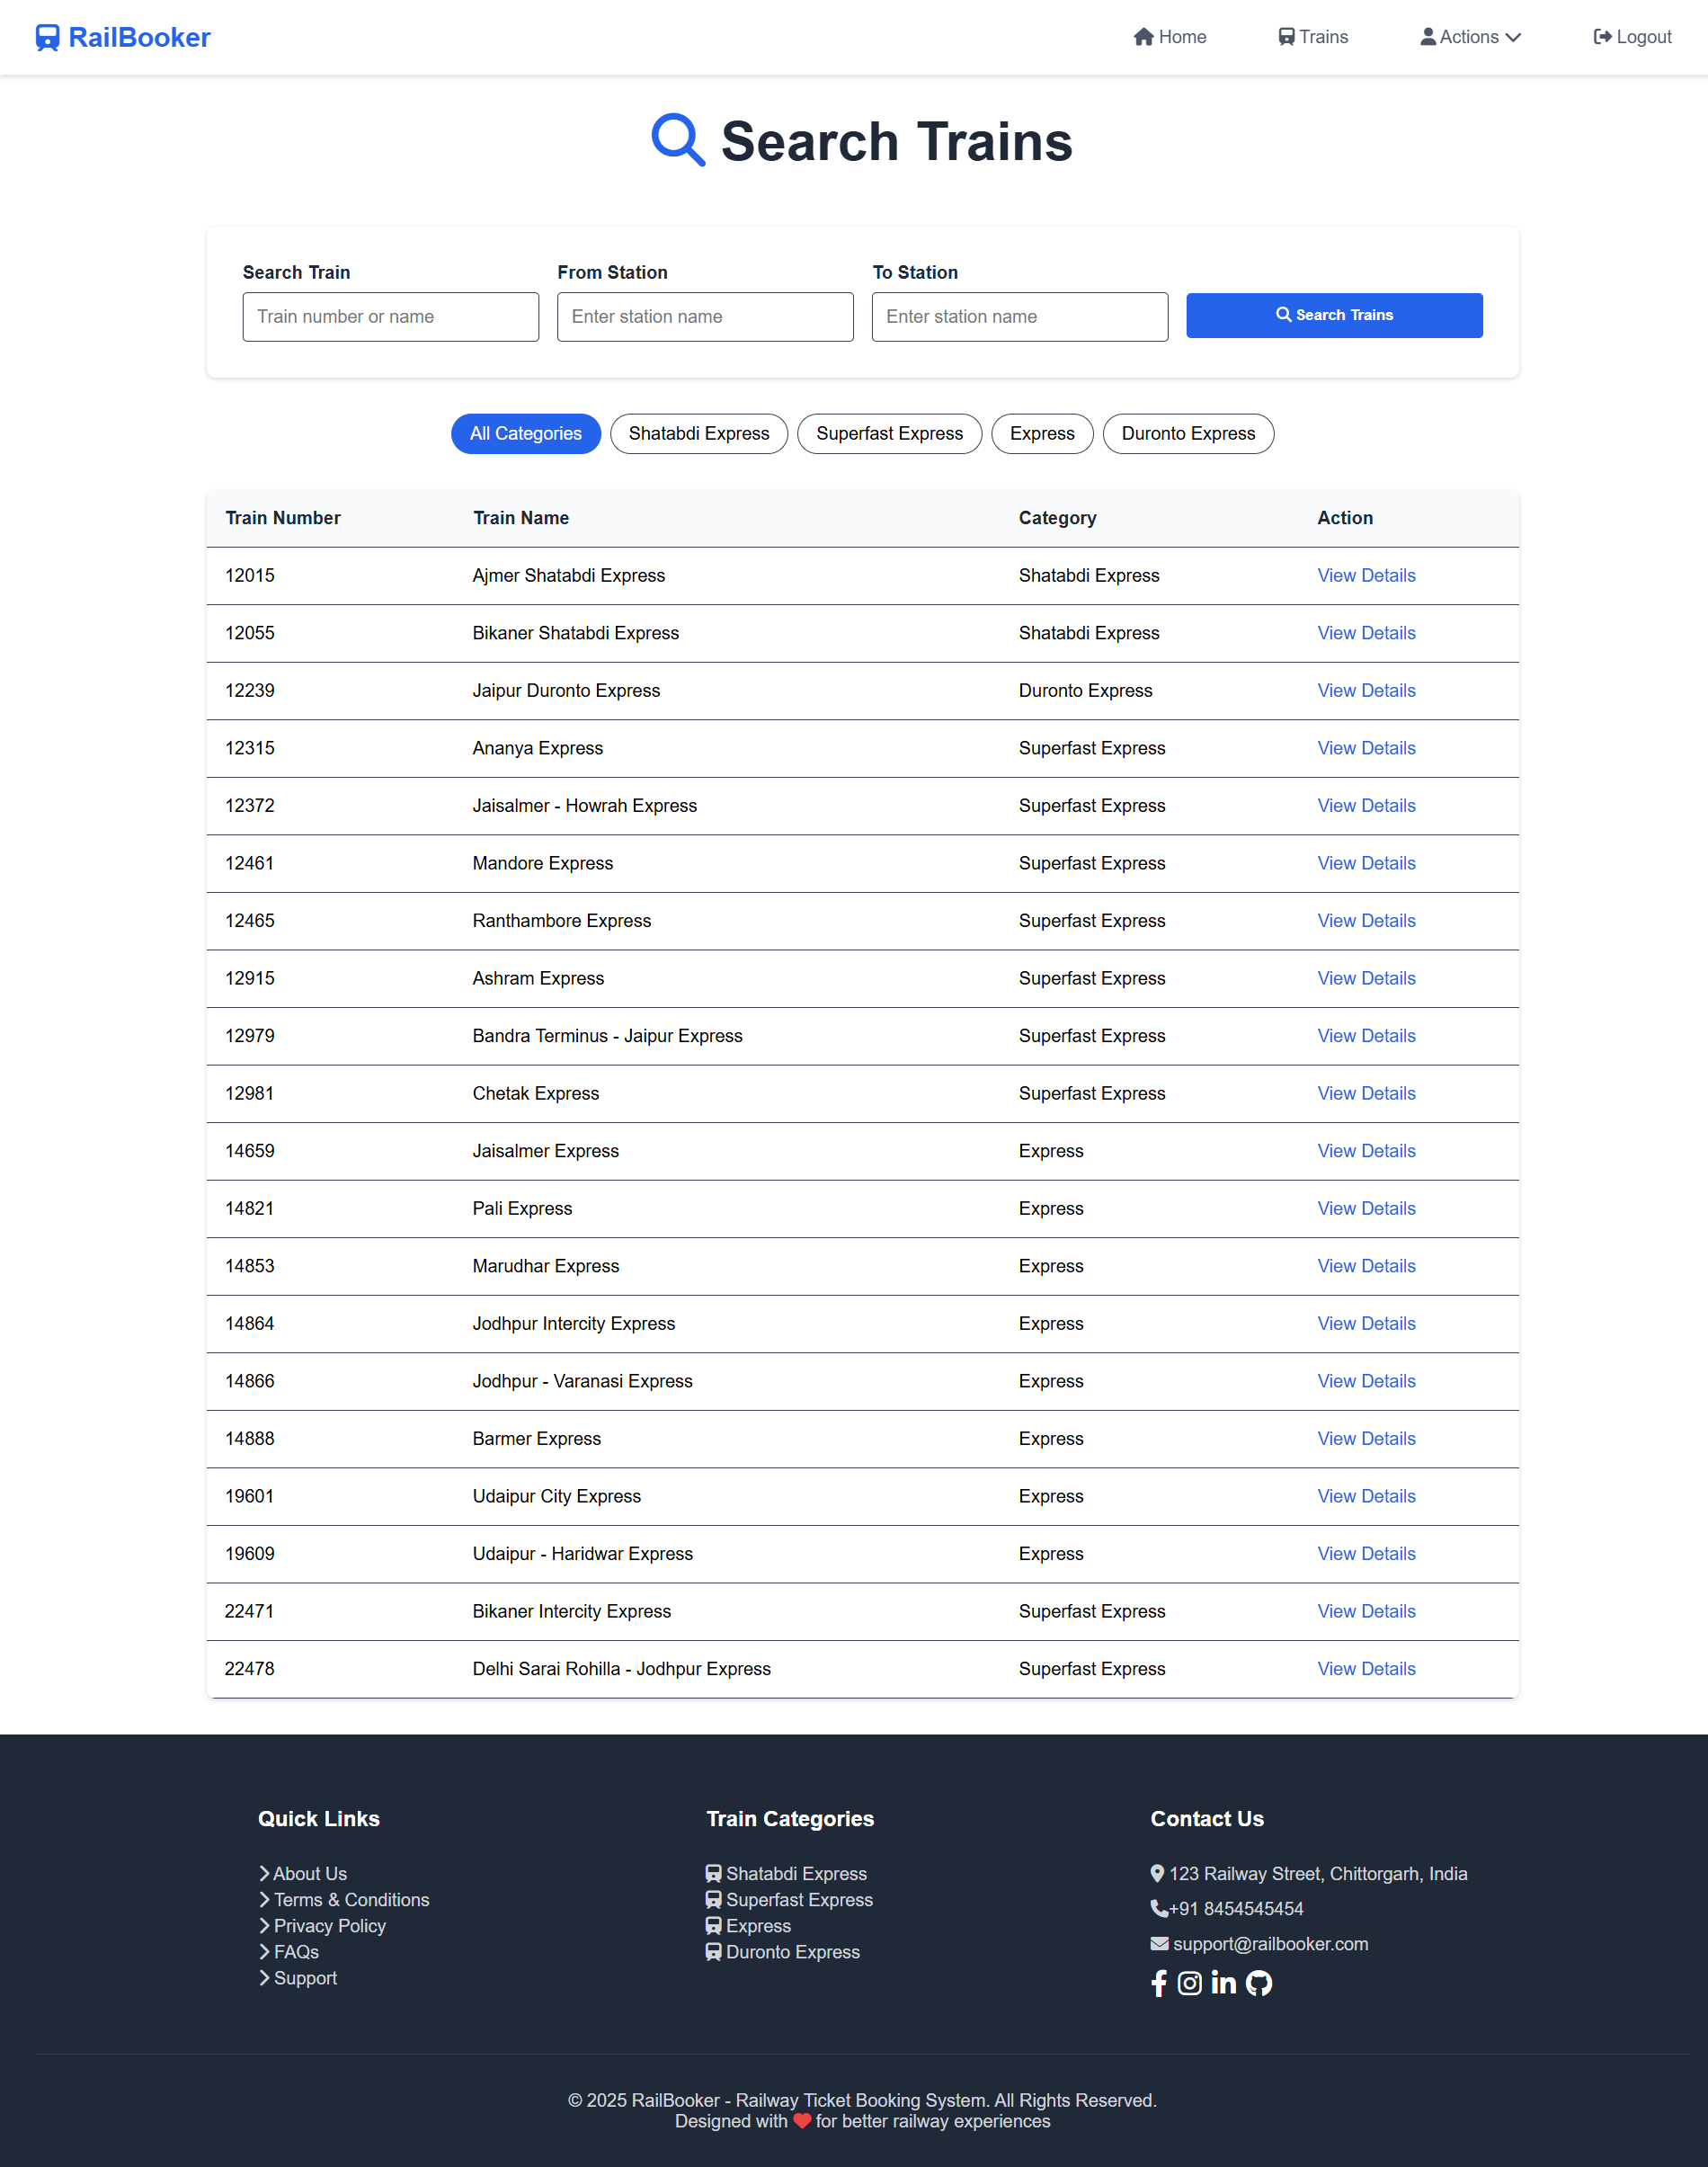 RailBooker Home Trains Actions Logout
Search Trains
Search Train From Station To Station
Train number or name Enter station name Enter station name Search Trains
All Categories Shatabdi Express Superfast Express Express Duronto Express
Train Number Train Name Category Action
12015 Ajmer Shatabdi Express Shatabdi Express View Details
12055 Bikaner Shatabdi Express Shatabdi Express View Details
12239 Jaipur Duronto Express Duronto Express View Details
12315 Ananya Express Superfast Express View Details
12372 Jaisalmer - Howrah Express Superfast Express View Details
12461 Mandore Express Superfast Express View Details
12465 Ranthambore Express Superfast Express View Details
12915 Ashram Express Superfast Express View Details
12979 Bandra Terminus - Jaipur Express Superfast Express View Details
12981 Chetak Express Superfast Express View Details
14659 Jaisalmer Express Express View Details
14821 Pali Express Express View Details
14853 Marudhar Express Express View Details
14864 Jodhpur Intercity Express Express View Details
14866 Jodhpur - Varanasi Express Express View Details
14888 Barmer Express Express View Details
19601 Udaipur City Express Express View Details
19609 Udaipur - Haridwar Express Express View Details
22471 Bikaner Intercity Express Superfast Express View Details
22478 Delhi Sarai Rohilla - Jodhpur Express Superfast Express View Details
Quick Links
About Us
Terms & Conditions
Privacy Policy
FAQs
Support
Train Categories
Shatabdi Express
Superfast Express
Express
Duronto Express
Contact Us
123 Railway Street, Chittorgarh, India
+91 8454545454
support@railbooker.com
© 2025 RailBooker - Railway Ticket Booking System. All Rights Reserved.
Designed with ❤ for better railway experiences